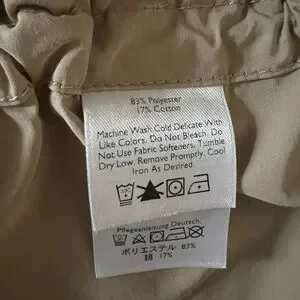 83% Polyester
17% Cotton
Machine Wash Cold Delicate With
Like Colors. Do Not Bleach. Do
Not Use Fabric Softeners. Tumble
Dry Low. Remove Promptly. Cool
Iron As Desired.
Pflegeanleitung Deutsch.
ポリエステル 83%
綿 17%